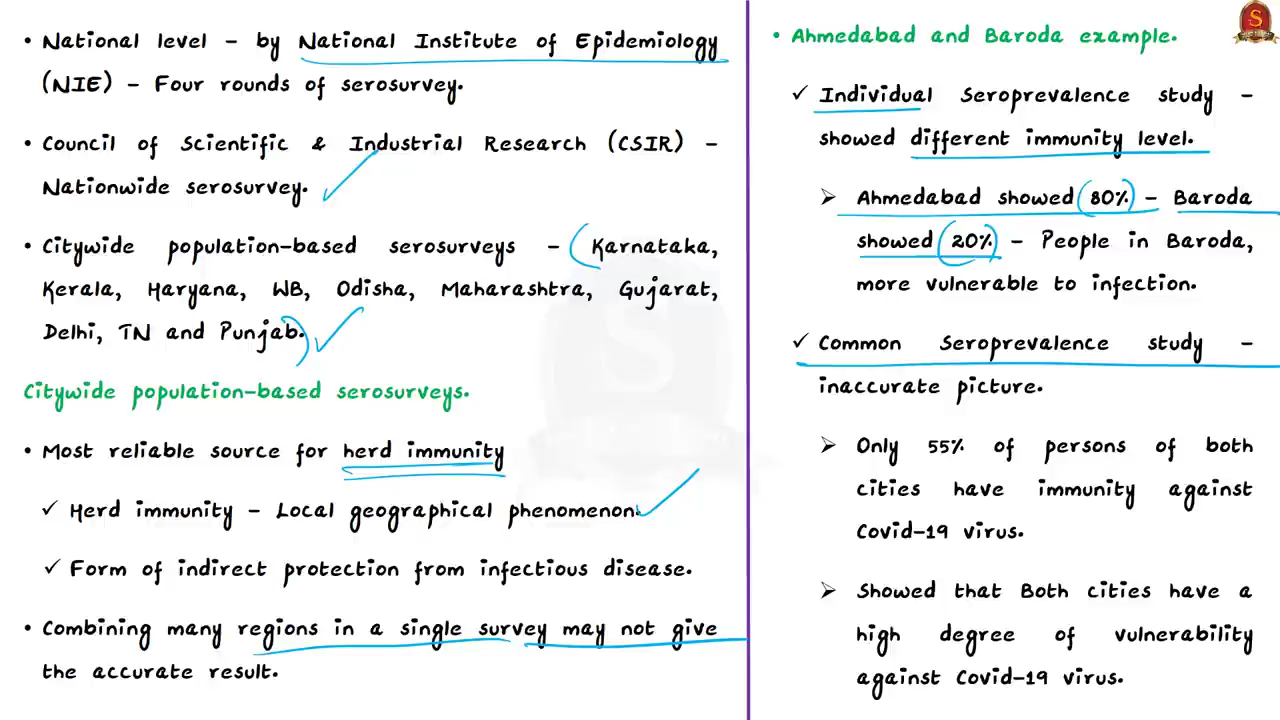 • National level – by National Institute of Epidemiology
(NIE) – Four rounds of serosurvey.
• Council of Scientific & Industrial Research (CSIR) –
Nationwide serosurvey.
• Citywide population-based serosurveys – Karnataka,
Kerala, Haryana, WB, Odisha, Maharashtra, Gujarat,
Delhi, TN and Punjab.
Citywide population-based serosurveys.
• Most reliable source for herd immunity
✓ Herd immunity – Local geographical phenomenon.
✓ Form of indirect protection from infectious disease.
• Combining many regions in a single survey may not give
the accurate result.
• Ahmedabad and Baroda example.
✓ Individual Seroprevalence study –
showed different immunity level.
➢ Ahmedabad showed 80% – Baroda
showed 20% – People in Baroda,
more vulnerable to infection.
✓ Common Seroprevalence study –
inaccurate picture.
➢ Only 55% of persons of both
cities have immunity against
Covid-19 virus.
➢ Showed that Both cities have a
high degree of vulnerability
against Covid-19 virus.
S